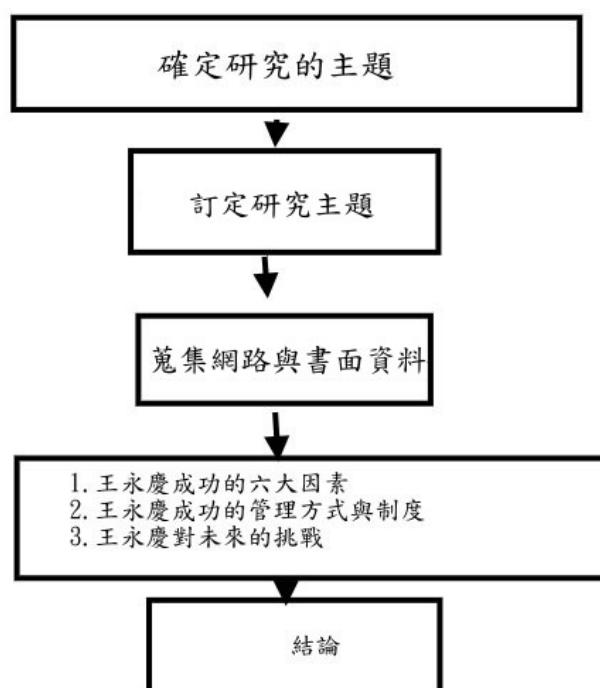 確定研究的主題
訂定研究主題
蒐集網路與書面資料
1.王永慶成功的六大因素
2.王永慶成功的管理方式與制度
3.王永慶對未來的挑戰
結論